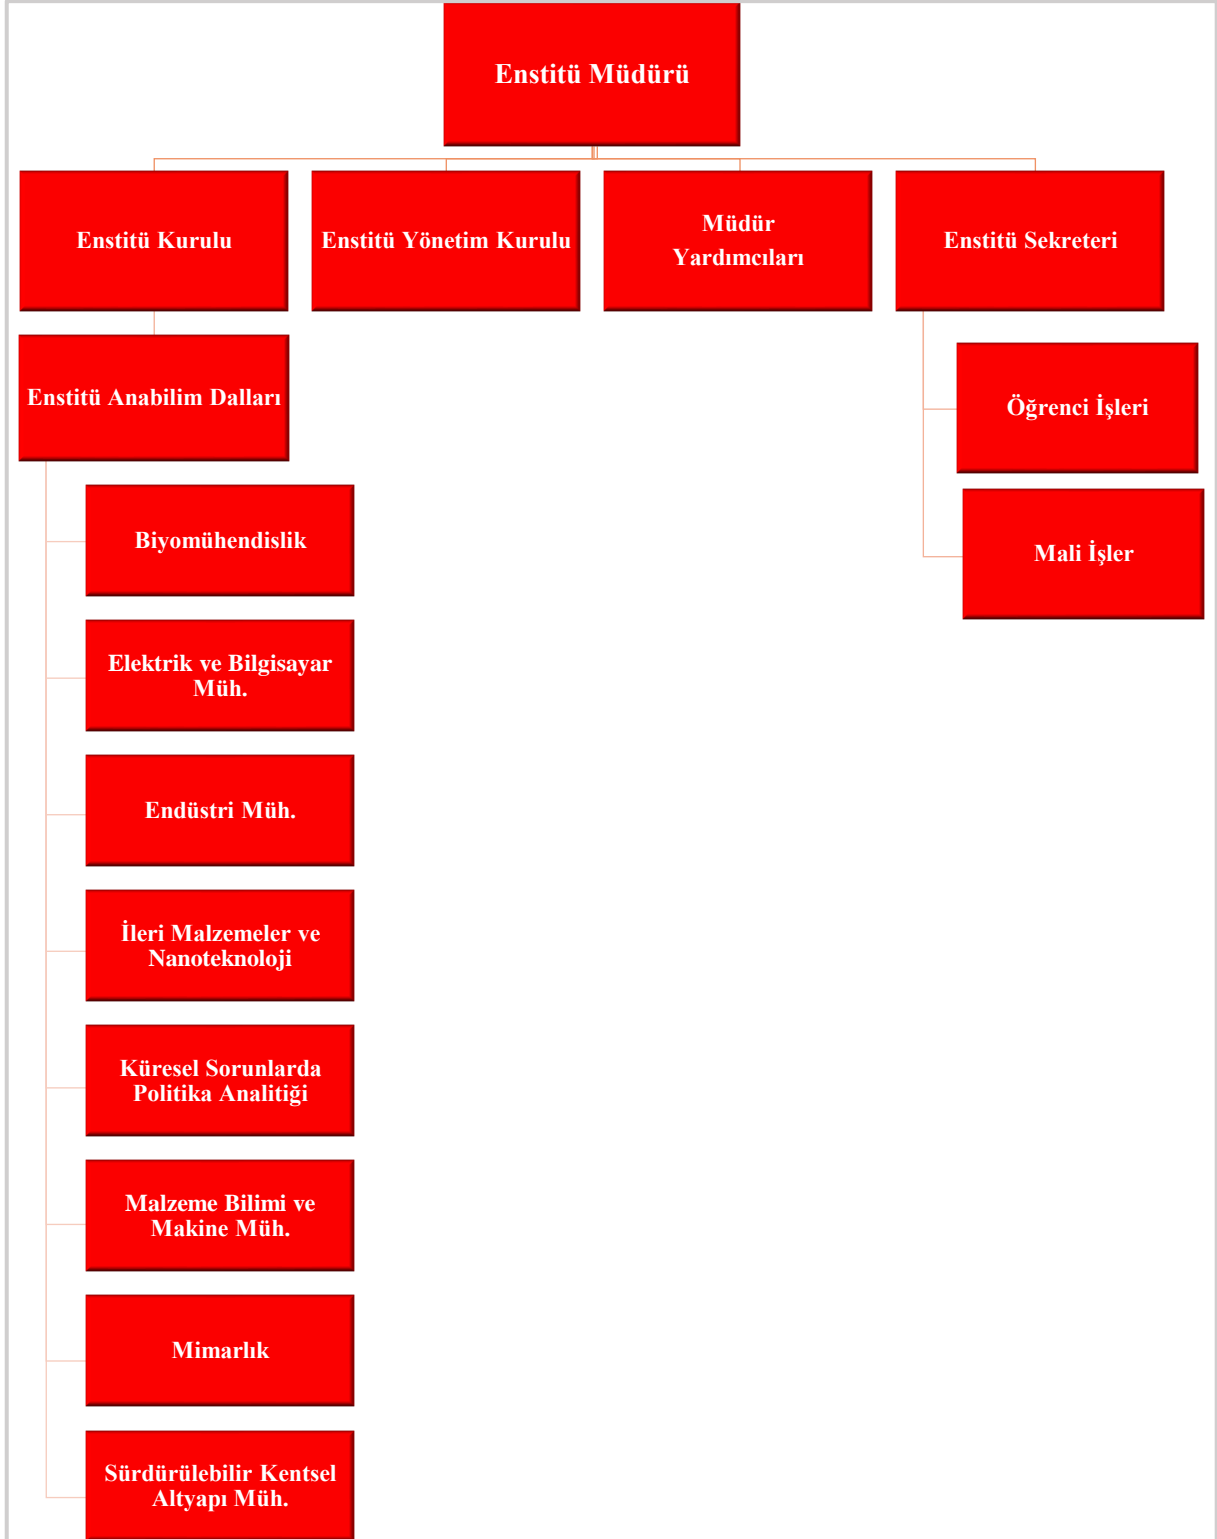 Enstitü Müdürü
Enstitü Kurulu
Enstitü Yönetim Kurulu
Müdür
Yardımcıları
Enstitü Sekreteri
Enstitü Anabilim Dalları
Öğrenci İşleri
Mali İşler
Biyomühendislik
Elektrik ve Bilgisayar
Müh.
Endüstri Müh.
İleri Malzemeler ve
Nanoteknoloji
Küresel Sorunlarda
Politika Analitiği
Malzeme Bilimi ve
Makine Müh.
Mimarlık
Sürdürülebilir Kentsel
Altyapı Müh.